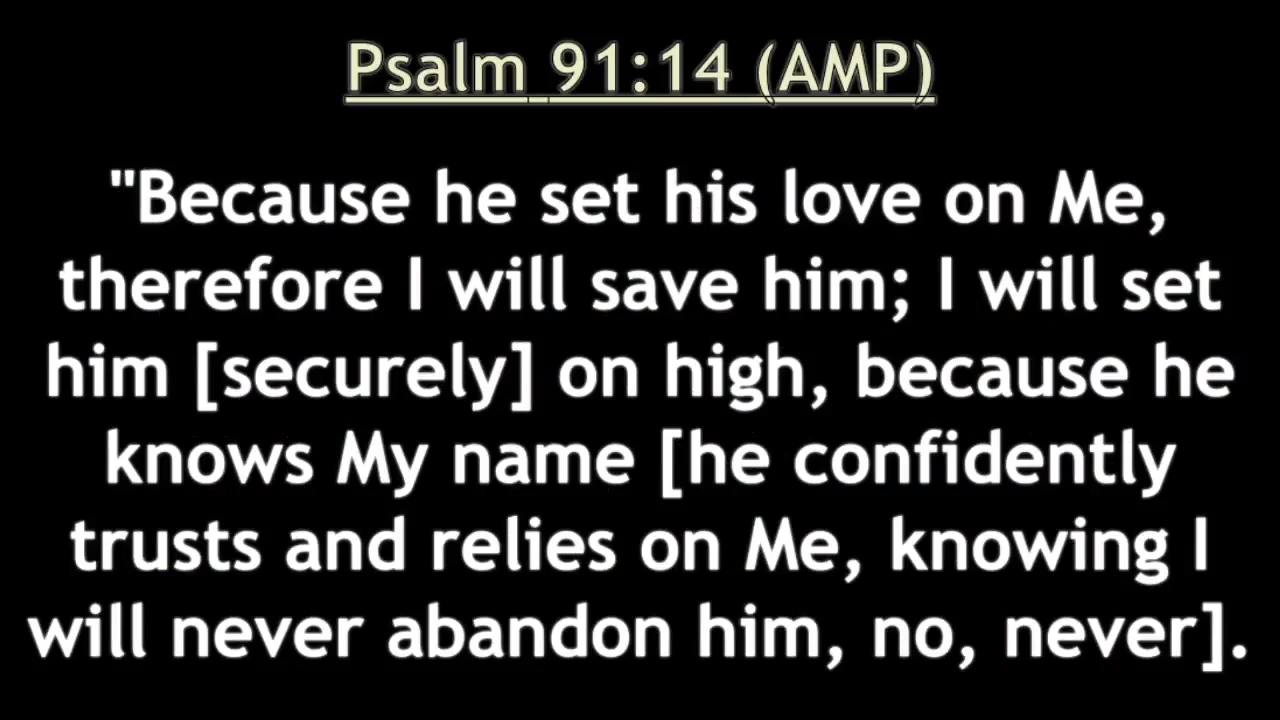 Psalm 91:14 (AMP)
"Because he set his love on Me,
therefore I will save him; I will set
him [securely] on high, because he
knows My name [he confidently
trusts and relies on Me, knowing I
will never abandon him, no, never].